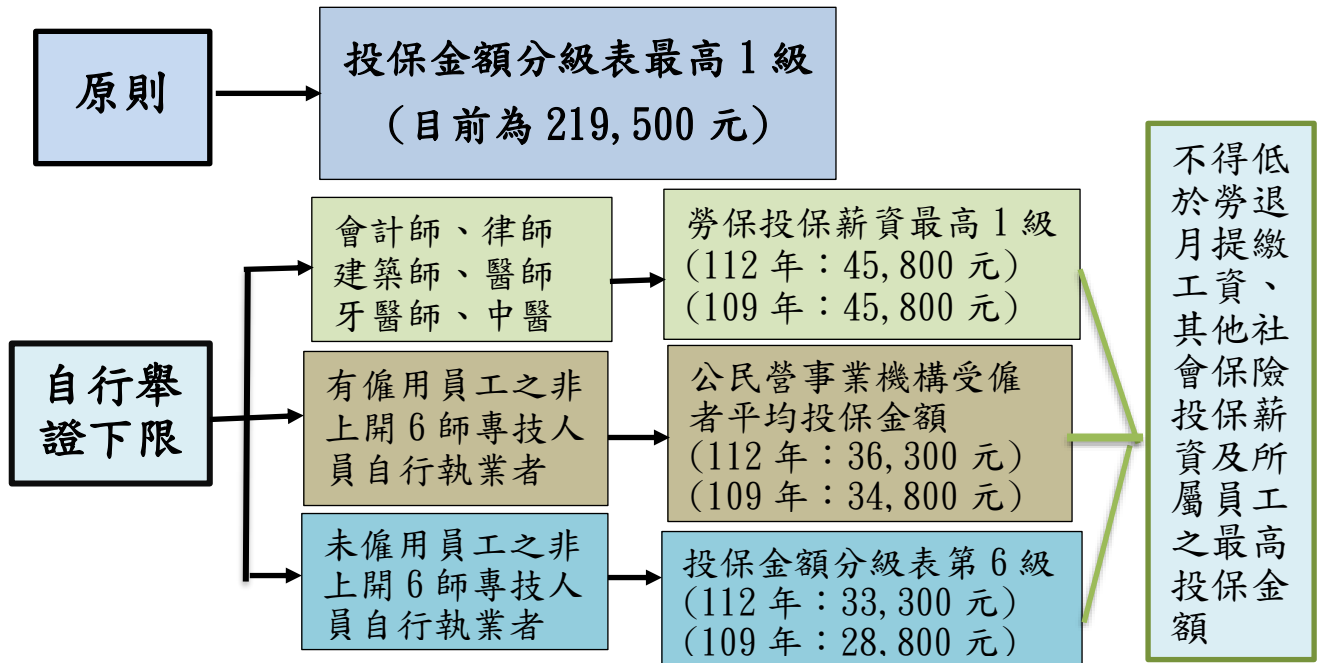 原則
投保金額分級表最高1級
(目前為219,500元)
自行舉
證下限
會計師、律師
建築師、醫師
牙醫師、中醫
勞保投保薪資最高1級
(112年：45,800元)
(109年：45,800元)
有僱用員工之非
上開6師專技人
員自行執業者
公民營事業機構受僱
者平均投保金額
(112年：36,300元)
(109年：34,800元)
未僱用員工之非
上開6師專技人
員自行執業者
投保金額分級表第6級
(112年：33,300元)
(109年：28,800元)
不得低
於勞退
月提繳
工資、
其他社
會保險
投保薪
資及所
屬員工
之最高
投保金
額